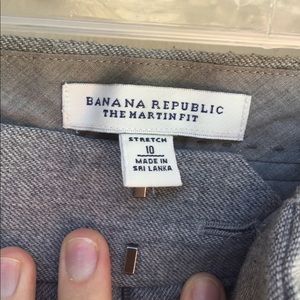 BANANA REPUBLIC
THE MARTIN FIT
STRETCH
10
MADE IN
SRI LANKA